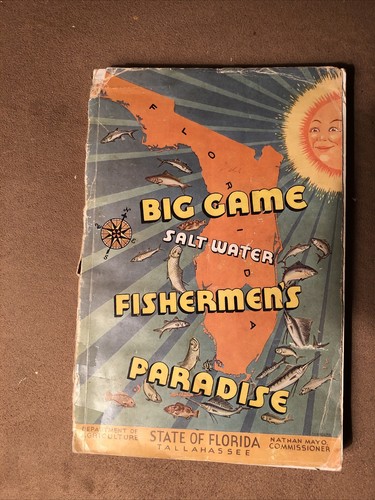 FLORIDA
BIG GAME
SALT WATER
FISHERMEN'S
PARADISE
DEPARTMENT OF
AGRICULTURE
STATE OF FLORIDA
TALLAHASSEE
NATHAN MAYO
COMMISSIONER
N
E
S